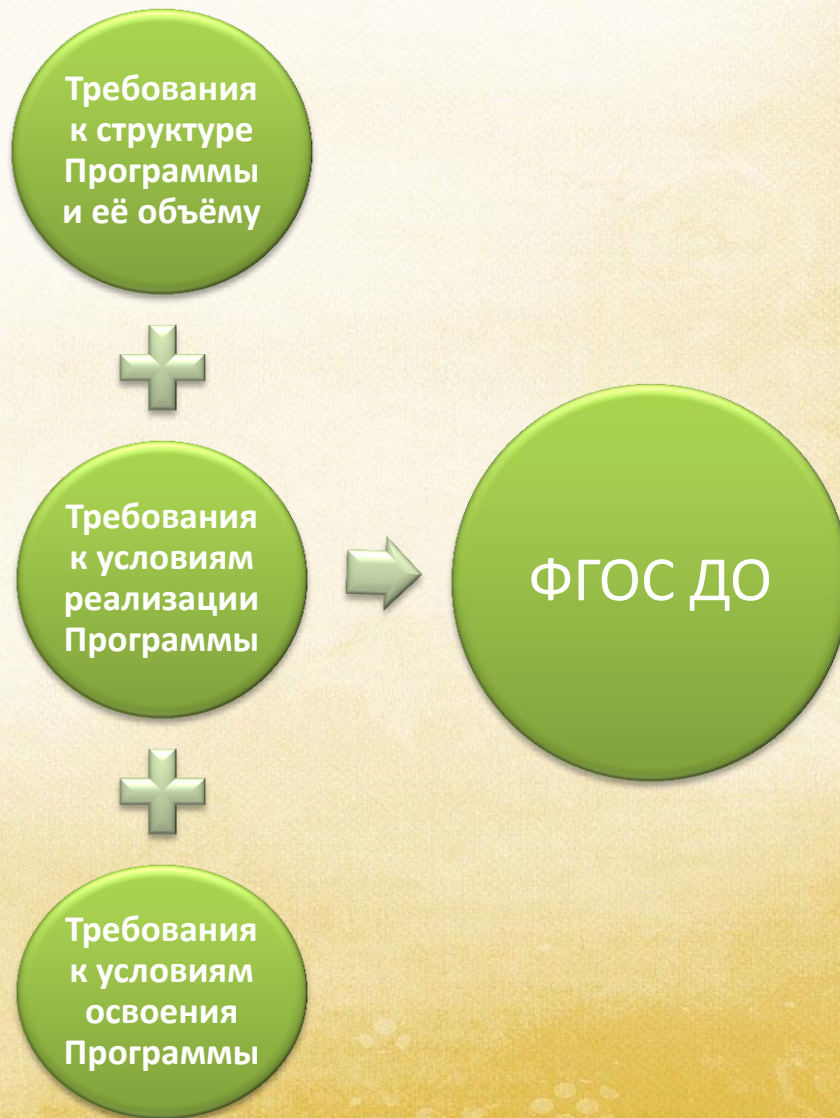 Требования
к структуре
Программы
и её объёму
Требования
к условиям
реализации
Программы
ФГОС ДО
Требования
к условиям
освоения
Программы